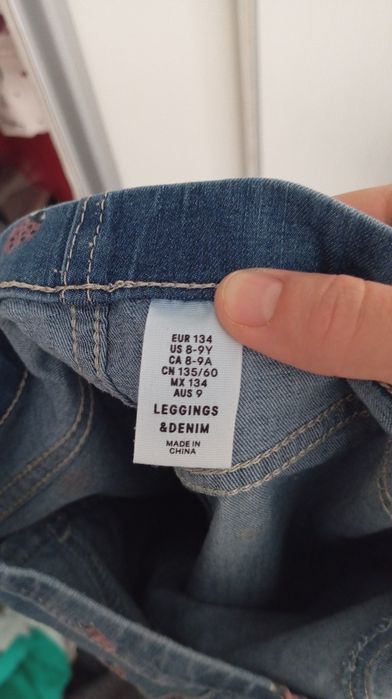 EUR 134
US 8-9Y
CA 8-9A
CN 135/60
MX 134
AUS 9
LEGGINGS
&DENIM
MADE IN
CHINA